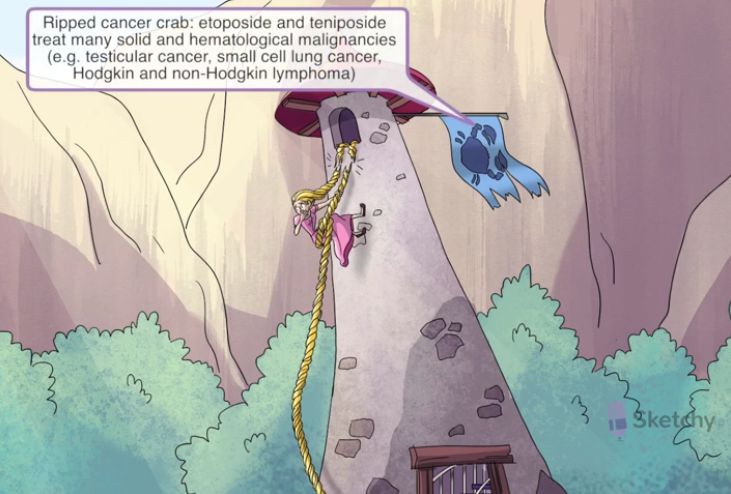 Ripped cancer crab: etoposide and teniposide
treat many solid and hematological malignancies
(e.g. testicular cancer, small cell lung cancer,
Hodgkin and non-Hodgkin lymphoma)
Sketchy